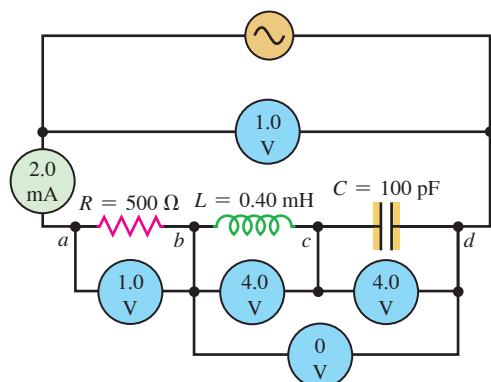 1.0
V
2.0
mA
R = 500 Ω
L = 0.40 mH
C = 100 pF
a
b
c
d
1.0
V
4.0
V
4.0
V
0
V